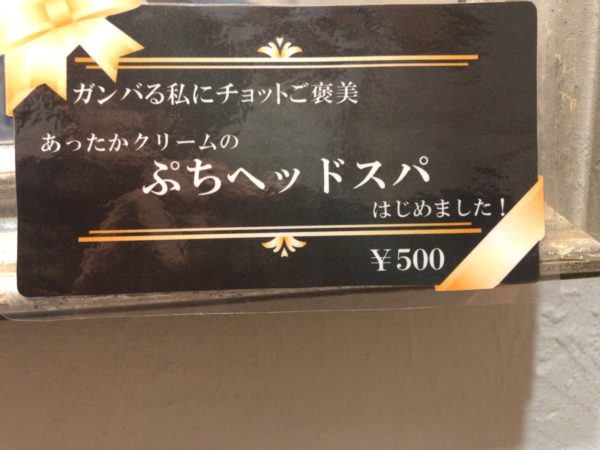 ガンバる私にチョットご褒美
あったかクリームの
ぷちヘッドスパ
はじめました!
¥500